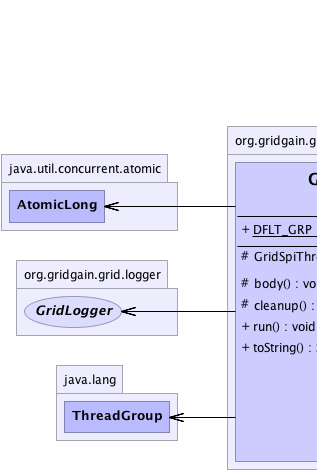 java.util.concurrent.atomic
AtomicLong
org.gridgain.grid.logger
GridLogger
java.lang
ThreadGroup
org.gridgain.g
G
+ DFLT_GRP
# GridSpiThre
# body() : vo
# cleanup() :
+ run() : void
+ toString() :